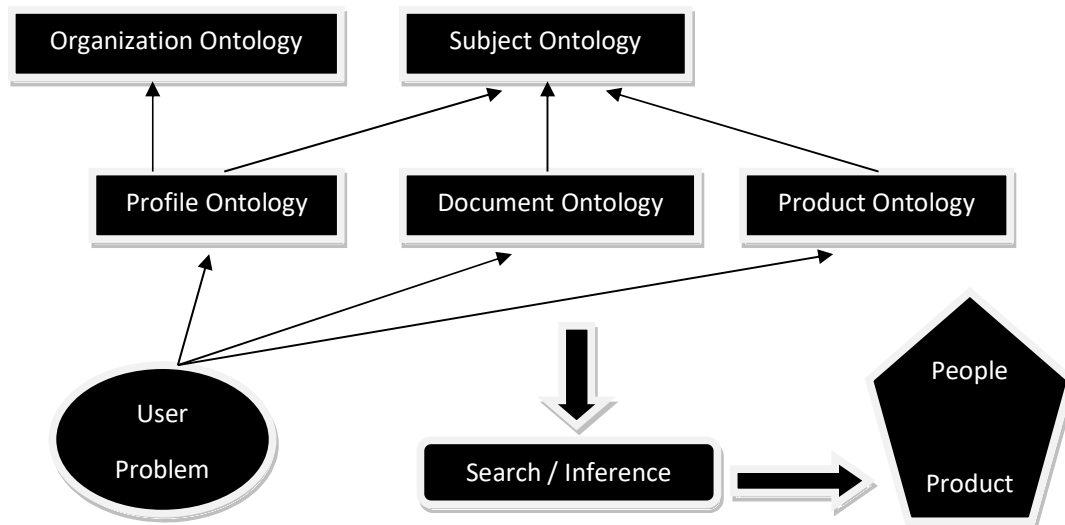 Organization Ontology
Subject Ontology
Profile Ontology
Document Ontology
Product Ontology
User
Problem
Search / Inference
People
Product